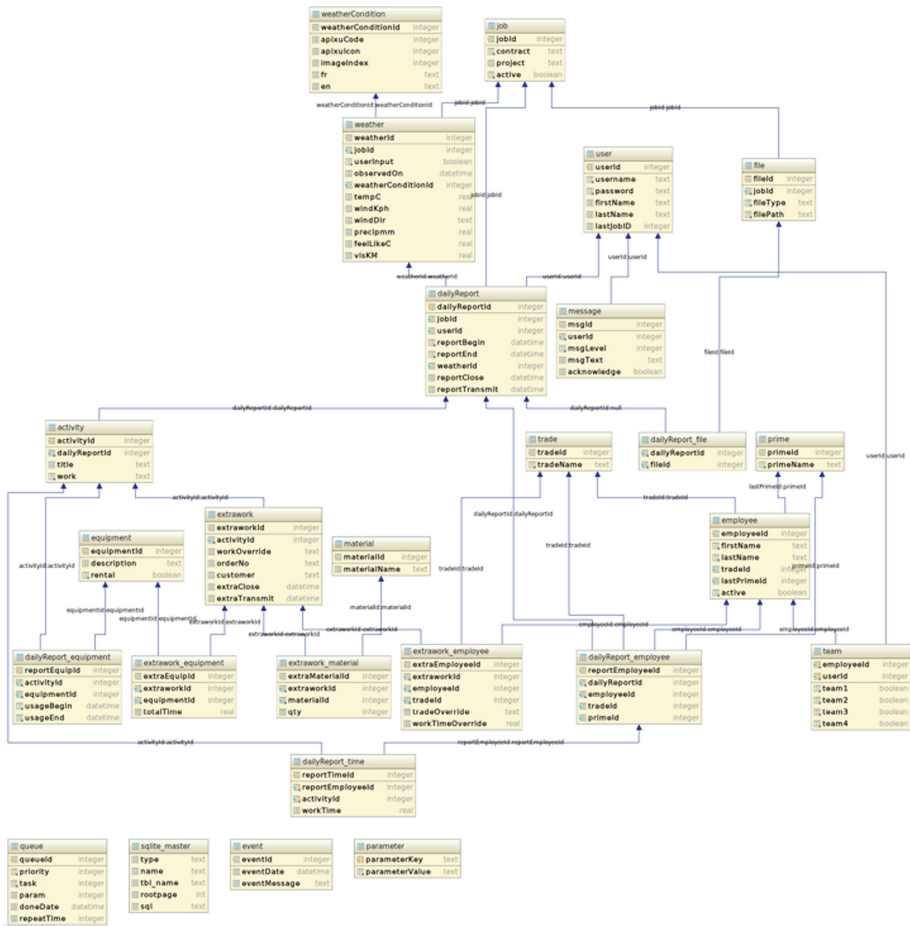 weatherCondition
weatherConditionId integer
apixuCode integer
apixuIcon integer
imageIndex integer
fr text
en text
job
jobId integer
contract text
project text
active boolean
weatherConditionId:weatherConditionId
jobId:jobId
jobId:jobId
weather
weatherId integer
jobId integer
userInput boolean
observedOn datetime
weatherConditionId integer
tempC real
windKph real
windDir text
precipmm real
feelLikeC real
visKM real
jobId:jobId
user
userId integer
username text
password text
firstName text
lastName text
lastJobID integer
file
fileId integer
jobId integer
fileType text
filePath text
weatherId:weatherId
userId:userId
userId:userId
dailyReport
dailyReportId integer
jobId integer
userId integer
reportBegin datetime
reportEnd datetime
weatherId integer
reportClose datetime
reportTransmit datetime
message
msgId integer
userId integer
msgLevel integer
msgText text
acknowledge boolean
fileId:fileId
dailyReportId:dailyReportId
dailyReportId:null
activity
activityId integer
dailyReportId integer
title text
work text
trade
tradeId integer
tradeName text
dailyReport_file
dailyReportId integer
fileId integer
prime
primeId integer
primeName text
userId:userId
lastPrimeId:primeId
activityId:activityId
tradeId:tradeId
dailyReportId:dailyReportId
equipment
equipmentId integer
description text
rental boolean
extrawork
extraworkId integer
activityId integer
workOverride text
orderNo text
customer text
extraClose datetime
extraTransmit datetime
material
materialId integer
materialName text
employee
employeeId integer
firstName text
lastName text
tradeId integer
lastPrimeId integer
active boolean
tradeId:tradeId
activityId:activityId
tradeId:tradeId
primeId:primeId
equipmentId:equipmentId
equipmentId:equipmentId
materialId:materialId
extraworkId:extraworkId
extraworkId:extraworkId
extraworkId:extraworkId
employeeId:employeeId
employeeId:employeeId
employeeId:employeeId
dailyReport_equipment
reportEquipId integer
activityId integer
equipmentId integer
usageBegin datetime
usageEnd datetime
extrawork_equipment
extraEquipId integer
extraworkId integer
equipmentId integer
totalTime real
extrawork_material
extraMaterialId integer
extraworkId integer
materialId integer
qty integer
extrawork_employee
extraEmployeeId integer
extraworkId integer
employeeId integer
tradeId integer
tradeOverride text
workTimeOverride real
dailyReport_employee
reportEmployeeId integer
dailyReportId integer
employeeId integer
tradeId integer
primeId integer
team
employeeId integer
userId integer
team1 boolean
team2 boolean
team3 boolean
team4 boolean
activityId:activityId
reportEmployeeId:reportEmployeeId
dailyReport_time
reportTimeId integer
reportEmployeeId integer
activityId integer
workTime real
queue
queueId integer
priority integer
task integer
param integer
doneDate datetime
repeatTime integer
sqlite_master
type text
name text
tbl_name text
rootpage int
sql text
event
eventId integer
eventDate datetime
eventMessage text
parameter
parameterKey text
parameterValue text